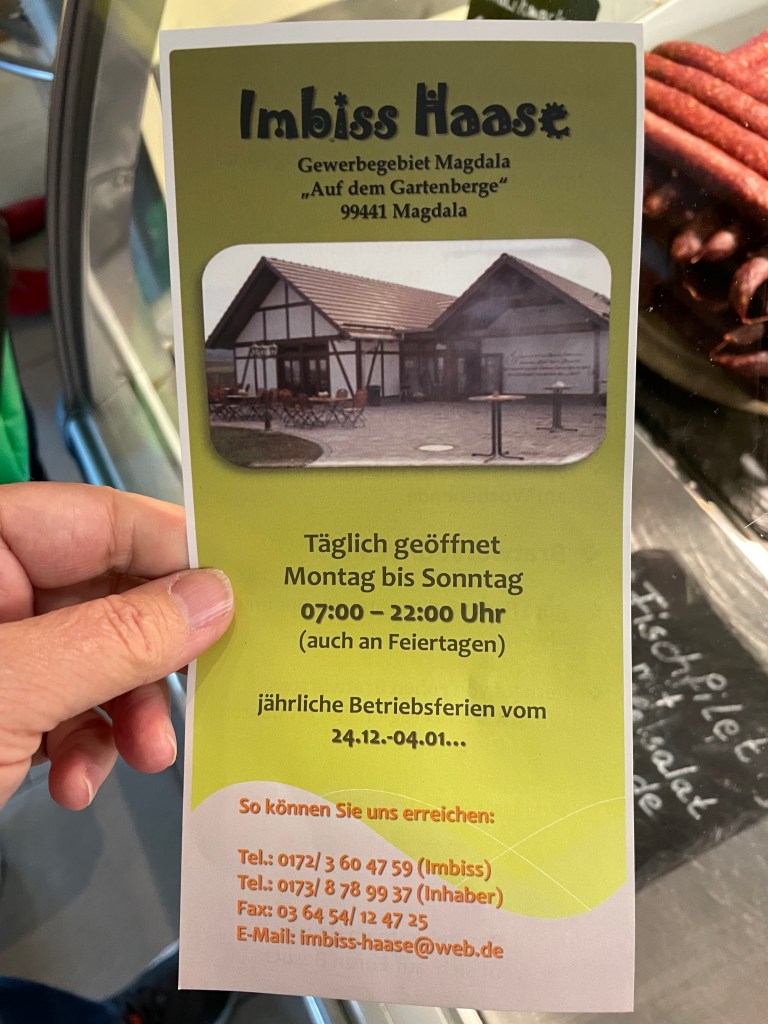 Imbiss Haase
Gewerbegebiet Magdala
„Auf dem Gartenberge“
99441 Magdala
Täglich geöffnet
Montag bis Sonntag
07:00 – 22:00 Uhr
(auch an Feiertagen)
jährliche Betriebsferien vom
24.12.-04.01...
So können Sie uns erreichen:
Tel.: 0172/ 3 60 47 59 (Imbiss)
Tel.: 0173/ 8 78 99 37 (Inhaber)
Fax: 03 64 54/ 12 47 25
E-Mail: imbiss-haase@web.de
Fischfilet
mit